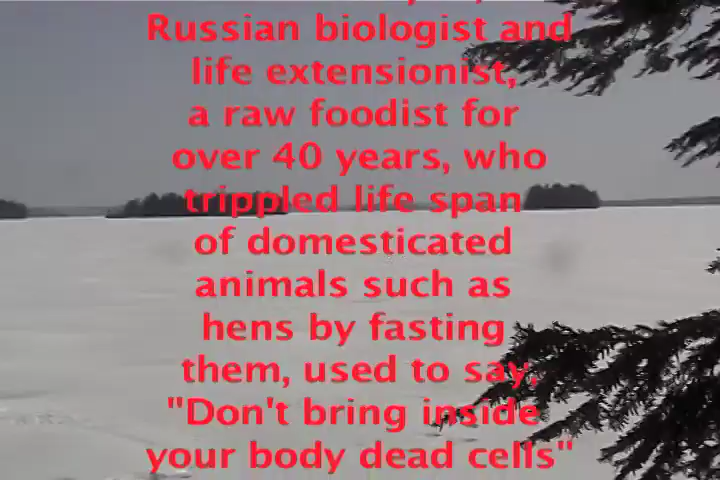 Russian biologist and
life extensionist,
a raw foodist for
over 40 years, who
trippled life span
of domesticated
animals such as
hens by fasting
them, used to say,
"Don't bring inside
your body dead cells"